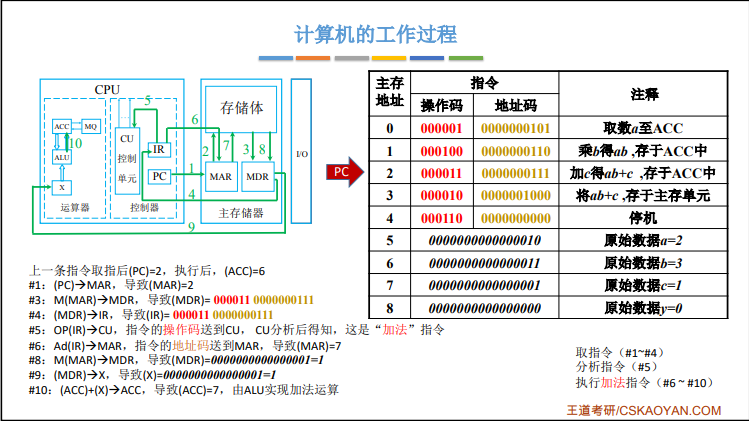 计算机的工作过程
CPU
ACC
MQ
10
ALU
X
运算器
5
CU
控制
单元
IR
PC
控制器
6
1
4
9
存储体
2
7
3
8
MAR
MDR
主存储器
I/O
PC
主存地址 指令 注释
操作码 地址码
0 000001 0000000101 取数a至ACC
1 000100 0000000110 乘b得ab ,存于ACC中
2 000011 0000000111 加c得ab+c ,存于ACC中
3 000010 0000001000 将ab+c ,存于主存单元
4 000110 0000000000 停机
5 0000000000000010 原始数据a=2
6 0000000000000011 原始数据b=3
7 0000000000000001 原始数据c=1
8 0000000000000000 原始数据y=0
上一条指令取指后(PC)=2，执行后，(ACC)=6
#1：(PC)→MAR，导致(MAR)=2
#3：M(MAR)→MDR，导致(MDR)= 000011 0000000111
#4：(MDR)→IR，导致(IR)= 000011 0000000111
#5：OP(IR)→CU，指令的操作码送到CU， CU分析后得知，这是“加法”指令
#6：Ad(IR)→MAR，指令的地址码送到MAR，导致(MAR)=7
#8：M(MAR)→MDR，导致(MDR)=0000000000000001=1
#9：(MDR)→X，导致(X)=0000000000000001=1
#10：(ACC)+(X)→ACC，导致(ACC)=7，由ALU实现加法运算
取指令（#1~#4）
分析指令（#5）
执行加法指令（#6 ~ #10）
王道考研/CSKAOYAN.COM